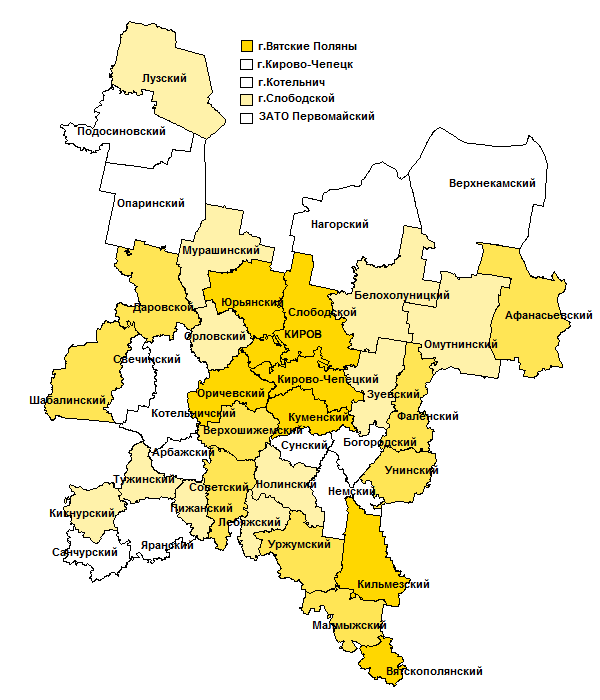 г.Вятские Поляны
г.Кирово-Чепецк
г.Котельнич
г.Слободской
ЗАТО Первомайский
Лузский
Подосиновский
Опаринский
Верхнекамский
Нагорский
Мурашинский
Белохолуницкий
Юрьянский
Даровской
Слободской
Афанасьевский
КИРОВ
Орловский
Омутнинский
Свечинский
Кирово-Чепецкий
Оричевский
Зуевский
Шабалинский
Котельничский
Куменский
Фаленский
Верхошижемский
Сунский
Богородский
Арбажский
Унинский
Тужинский
Советский
Нолинский
Немский
Кикнурский
Пижанский
Лебяжский
Яранский
Уржумский
Санчурский
Кильмезский
Малмыжский
Вятскополянский